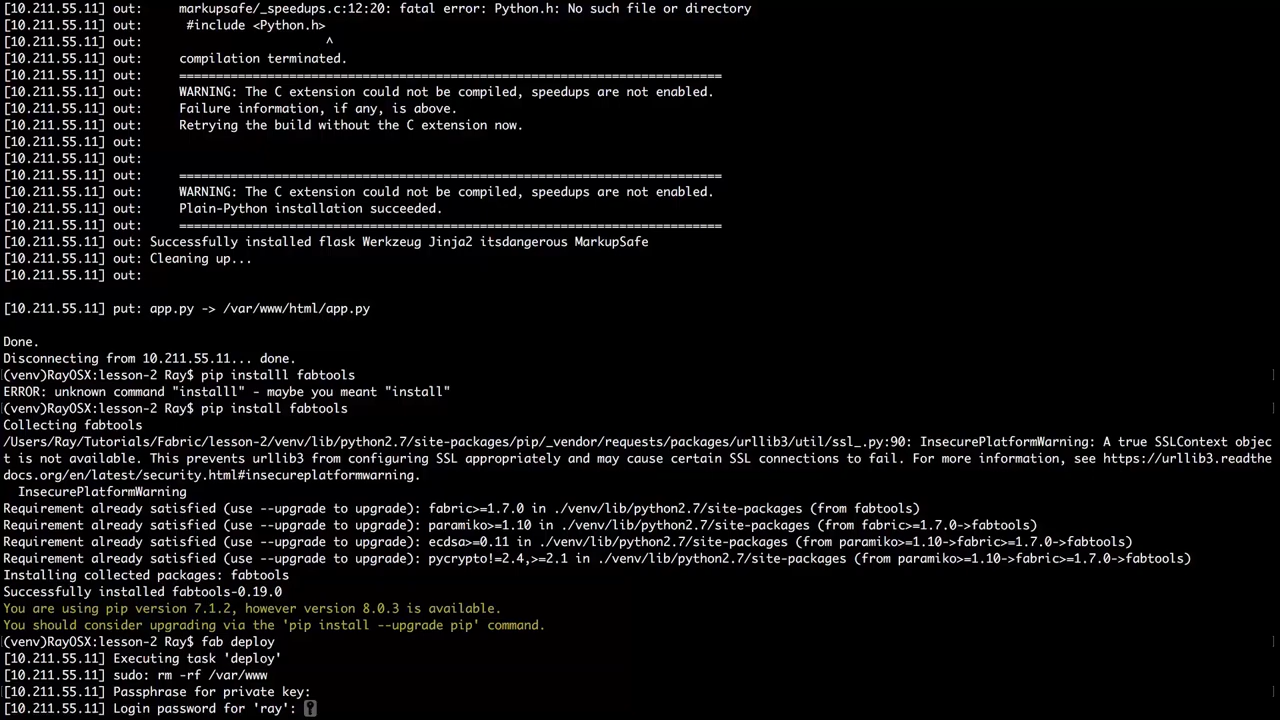 [10.211.55.11] out:     markupsafe/_speedups.c:12:20: fatal error: Python.h: No such file or directory
[10.211.55.11] out:      #include <Python.h>
[10.211.55.11] out:                         ^
[10.211.55.11] out:     compilation terminated.
[10.211.55.11] out:     ==========================================================================
[10.211.55.11] out:     WARNING: The C extension could not be compiled, speedups are not enabled.
[10.211.55.11] out:     Failure information, if any, is above.
[10.211.55.11] out:     Retrying the build without the C extension now.
[10.211.55.11] out:
[10.211.55.11] out:
[10.211.55.11] out:     ==========================================================================
[10.211.55.11] out:     WARNING: The C extension could not be compiled, speedups are not enabled.
[10.211.55.11] out:     Plain-Python installation succeeded.
[10.211.55.11] out:     ==========================================================================
[10.211.55.11] out: Successfully installed flask Werkzeug Jinja2 itsdangerous MarkupSafe
[10.211.55.11] out: Cleaning up...
[10.211.55.11] out:
[10.211.55.11] put: app.py -> /var/www/html/app.py
Done.
Disconnecting from 10.211.55.11... done.
(venv)RayOSX:lesson-2 Ray$ pip installl fabtools
ERROR: unknown command "installl" - maybe you meant "install"
(venv)RayOSX:lesson-2 Ray$ pip install fabtools
Collecting fabtools
/Users/Ray/Tutorials/Fabric/lesson-2/venv/lib/python2.7/site-packages/pip/_vendor/requests/packages/urllib3/util/ssl_.py:90: InsecurePlatformWarning: A true SSLContext objec
t is not available. This prevents urllib3 from configuring SSL appropriately and may cause certain SSL connections to fail. For more information, see https://urllib3.readthe
docs.org/en/latest/security.html#insecureplatformwarning.
  InsecurePlatformWarning
Requirement already satisfied (use --upgrade to upgrade): fabric>=1.7.0 in ./venv/lib/python2.7/site-packages (from fabtools)
Requirement already satisfied (use --upgrade to upgrade): paramiko>=1.10 in ./venv/lib/python2.7/site-packages (from fabric>=1.7.0->fabtools)
Requirement already satisfied (use --upgrade to upgrade): ecdsa>=0.11 in ./venv/lib/python2.7/site-packages (from paramiko>=1.10->fabric>=1.7.0->fabtools)
Requirement already satisfied (use --upgrade to upgrade): pycrypto!=2.4,>=2.1 in ./venv/lib/python2.7/site-packages (from paramiko>=1.10->fabric>=1.7.0->fabtools)
Installing collected packages: fabtools
Successfully installed fabtools-0.19.0
You are using pip version 7.1.2, however version 8.0.3 is available.
You should consider upgrading via the 'pip install --upgrade pip' command.
(venv)RayOSX:lesson-2 Ray$ fab deploy
[10.211.55.11] Executing task 'deploy'
[10.211.55.11] sudo: rm -rf /var/www
[10.211.55.11] Passphrase for private key:
[10.211.55.11] Login password for 'ray':